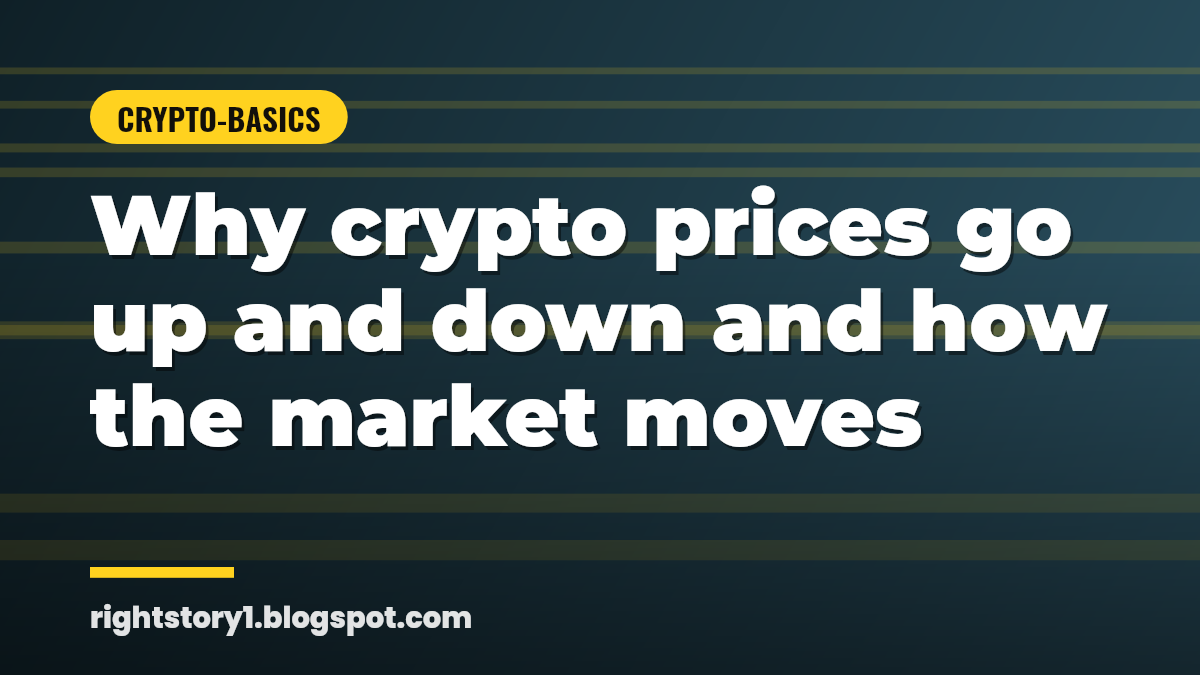 CRYPTO-BASICS
Why crypto prices go
up and down and how
the market moves
rightstory1.blogspot.com